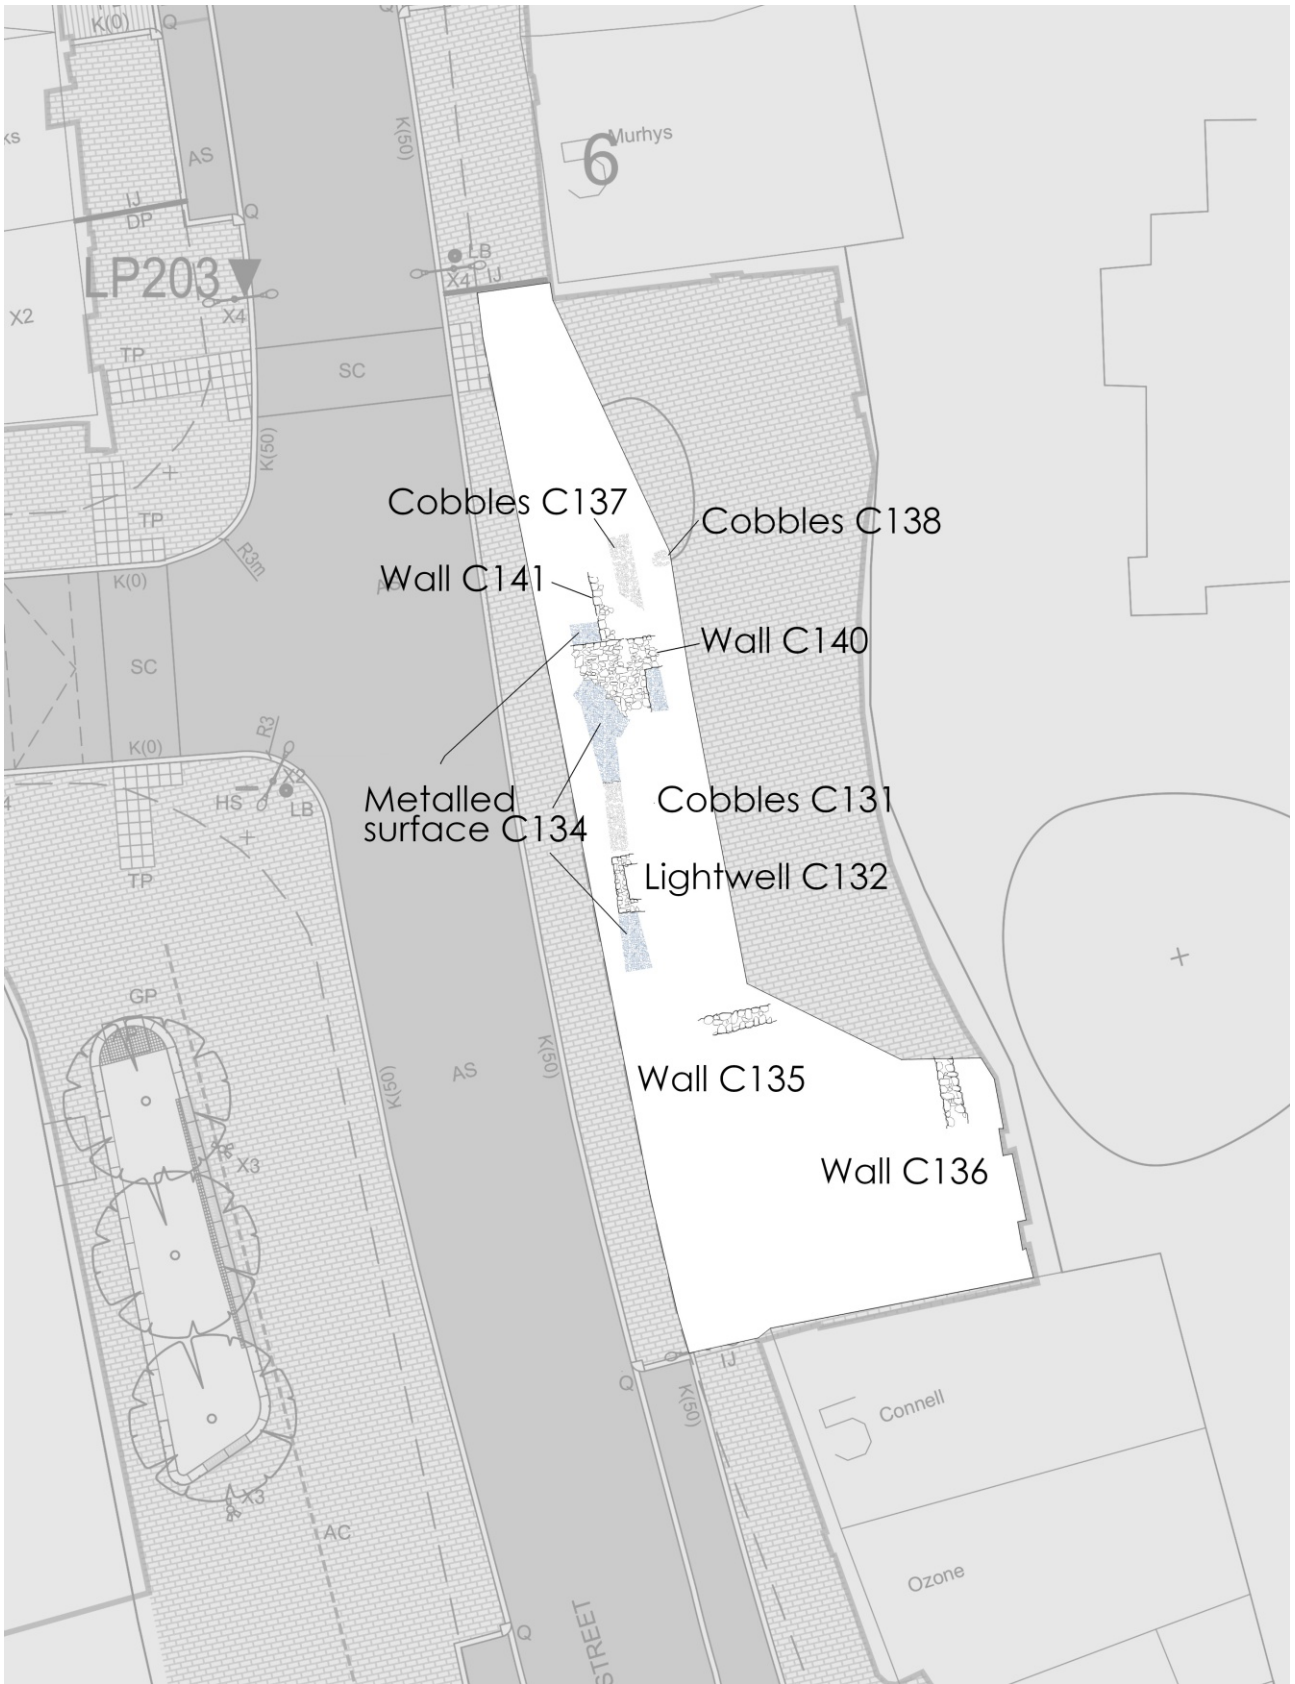 K(0)
Q
Q
ks
AS
K(50)
Murhys
6
5
IJ
DP
Q
LB
X4
IJ
LP203
X4
X2
TP
SC
K(50)
Cobbles C137
Cobbles C138
TP
R3m
K(0)
Wall C141
AS
Wall C140
SC
R3
K(0)
X2
HS
LB
Metalled
surface C134
Cobbles C131
TP
Lightwell C132
GP
K(50)
AS
K(50)
Wall C135
X3
Wall C136
IJ
Q
K(50)
5
Connell
X3
AC
Ozone
Q
STREET